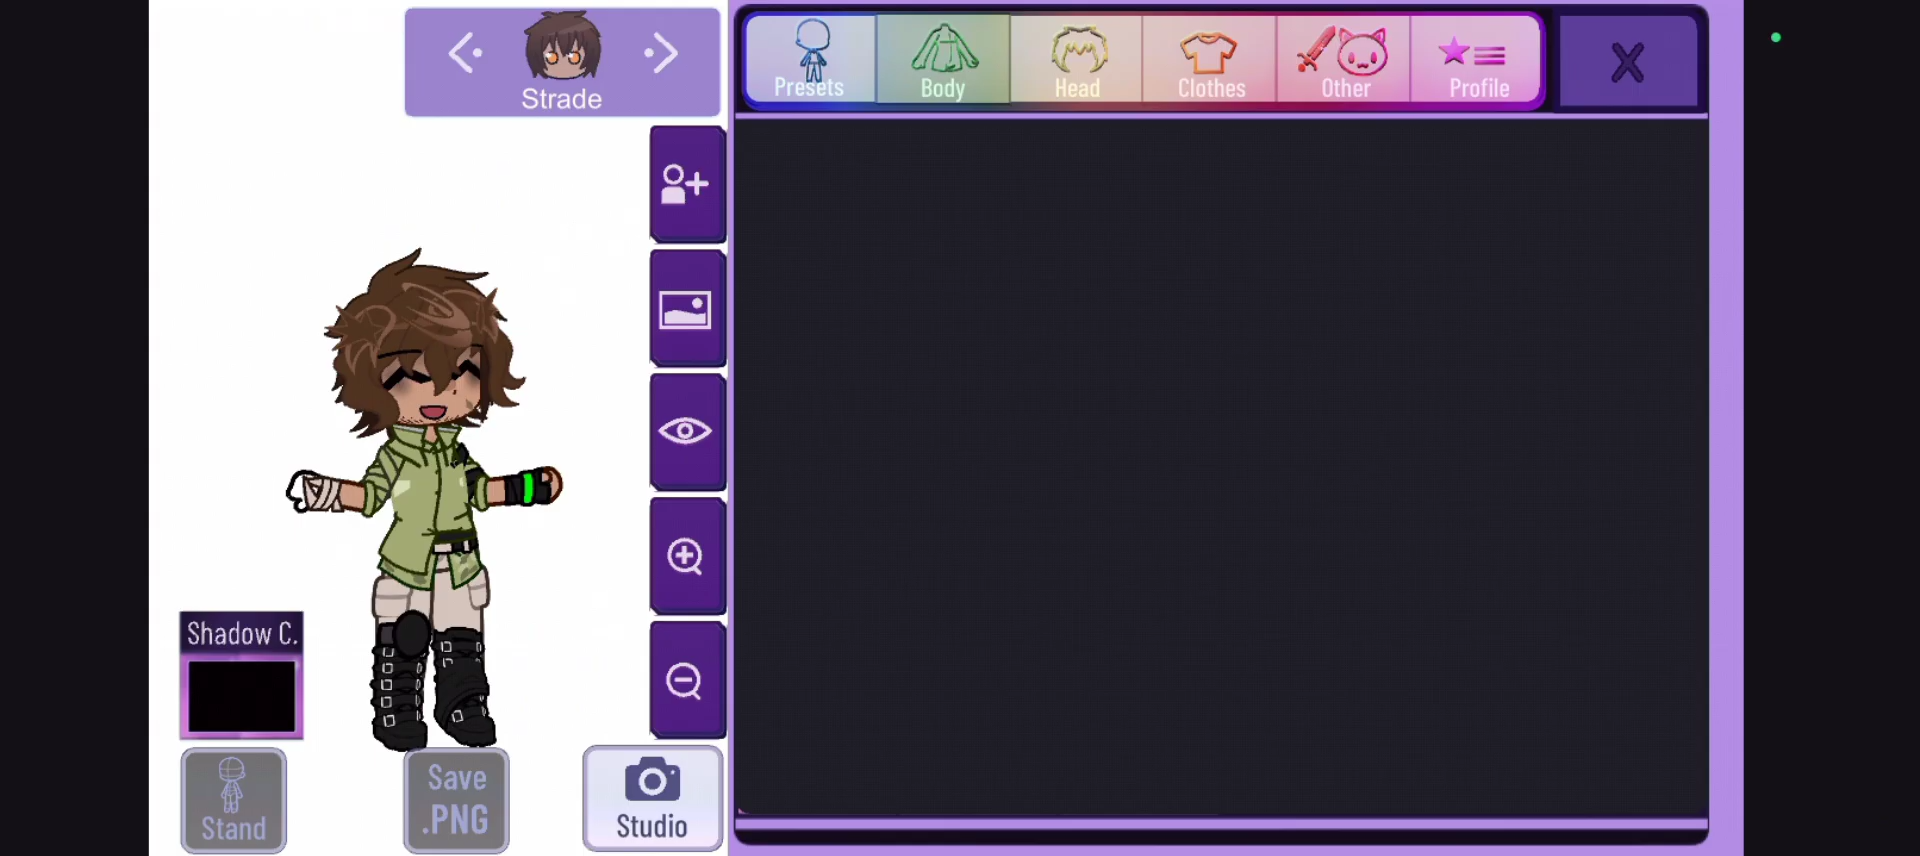 Strade
Presets
Body
Head
Clothes
Other
Profile
Shadow C.
Stand
Save
.PNG
Studio